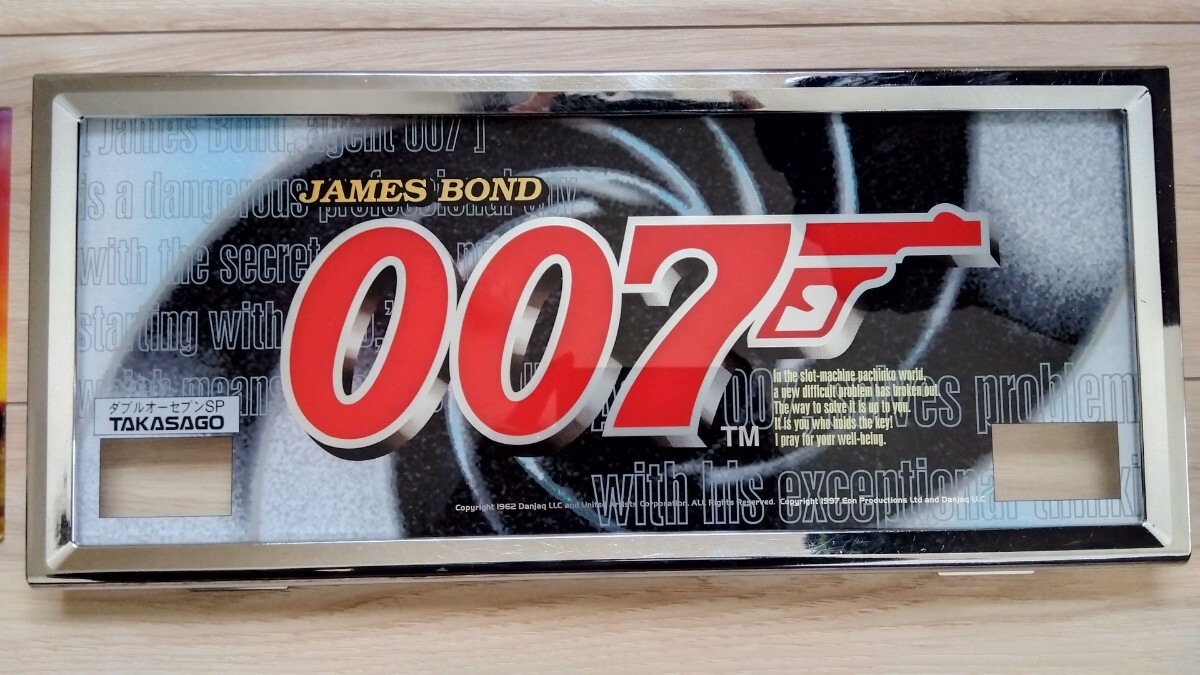 [ James Bond, agent 007 ]
is a dangerous professional spy
JAMES BOND
with the secret
starting with
007
which means
ダブルオーセブンSP
TAKASAGO
In the slot-machine pachinko world,
a new difficult problem has broken out.
The way to solve it is up to you.
It is you who holds the key!
I pray for your well-being.
TM
problem
with his exceptional thinki
Copyright 1962 Danjaq LLC and United Artists Corporation. ALL Rights Reserved. Copyright 1997 Eon Productions Ltd and Danjaq LLC